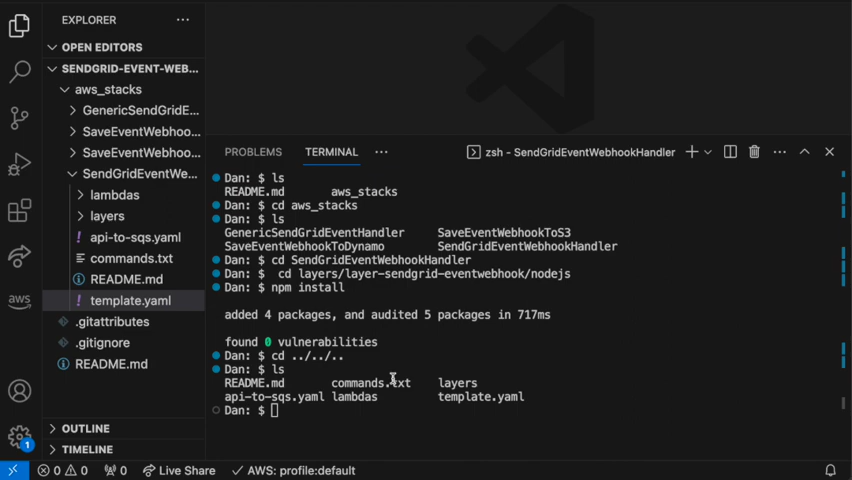 EXPLORER
OPEN EDITORS
SENDGRID-EVENT-WEB...
aws_stacks
GenericSendGridE...
SaveEventWebhoo...
SaveEventWebhoo...
SendGridEventWe...
lambdas
layers
! api-to-sqs.yaml
commands.txt
README.md
! template.yaml
.gitattributes
.gitignore
README.md
OUTLINE
TIMELINE
aws
1
PROBLEMS TERMINAL ... zsh - SendGridEventWebhookHandler
Dan: $ ls
README.md aws_stacks
Dan: $ cd aws_stacks
Dan: $ ls
GenericSendGridEventHandler SaveEventWebhookToS3
SaveEventWebhookToDynamo SendGridEventWebhookHandler
Dan: $ cd SendGridEventWebhookHandler
Dan: $ cd layers/layer-sendgrid-eventwebhook/nodejs
Dan: $ npm install
added 4 packages, and audited 5 packages in 717ms
found 0 vulnerabilities
Dan: $ cd ../../..
Dan: $ ls
README.md commands.txt layers
api-to-sqs.yaml lambdas template.yaml
Dan: $
0 0 0 Live Share AWS: profile:default